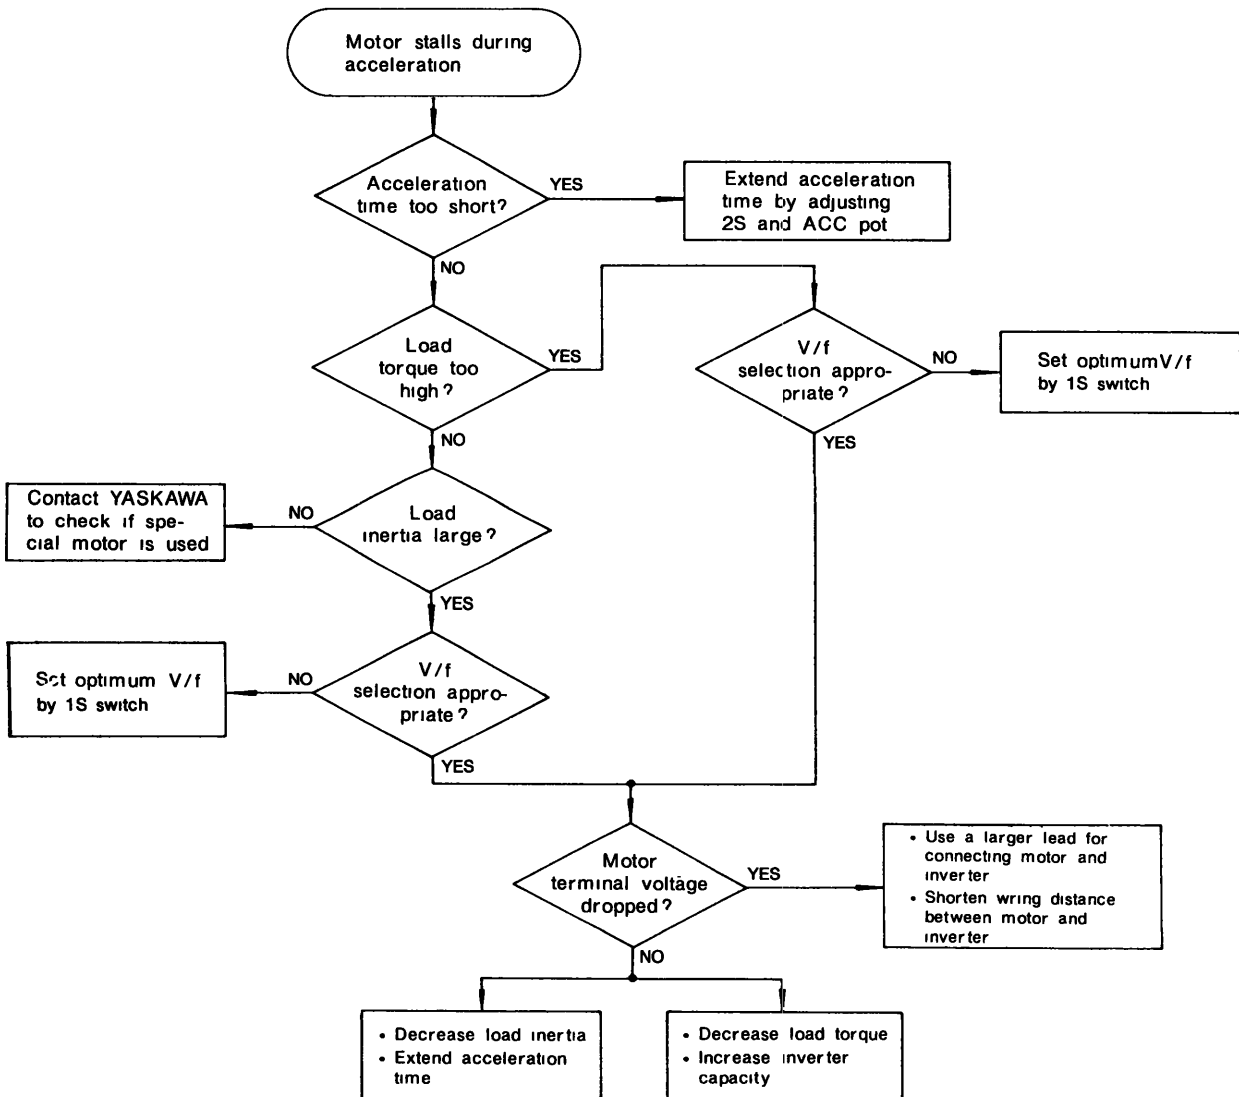 Motor stalls during
acceleration
Acceleration
time too short?
YES
Extend acceleration
time by adjusting
2S and ACC pot
NO
Load
torque too
high?
YES
V/f
selection appro-
priate?
NO
Set optimum V/f
by 1S switch
NO
YES
Contact YASKAWA
to check if spe-
cial motor is used
NO
Load
inertia large?
YES
Set optimum V/f
by 1S switch
NO
V/f
selection appro-
priate?
YES
Motor
terminal voltage
dropped?
YES
• Use a larger lead for
connecting motor and
inverter
• Shorten wring distance
between motor and
inverter
NO
• Decrease load inertia
• Extend acceleration
time
• Decrease load torque
• Increase inverter
capacity